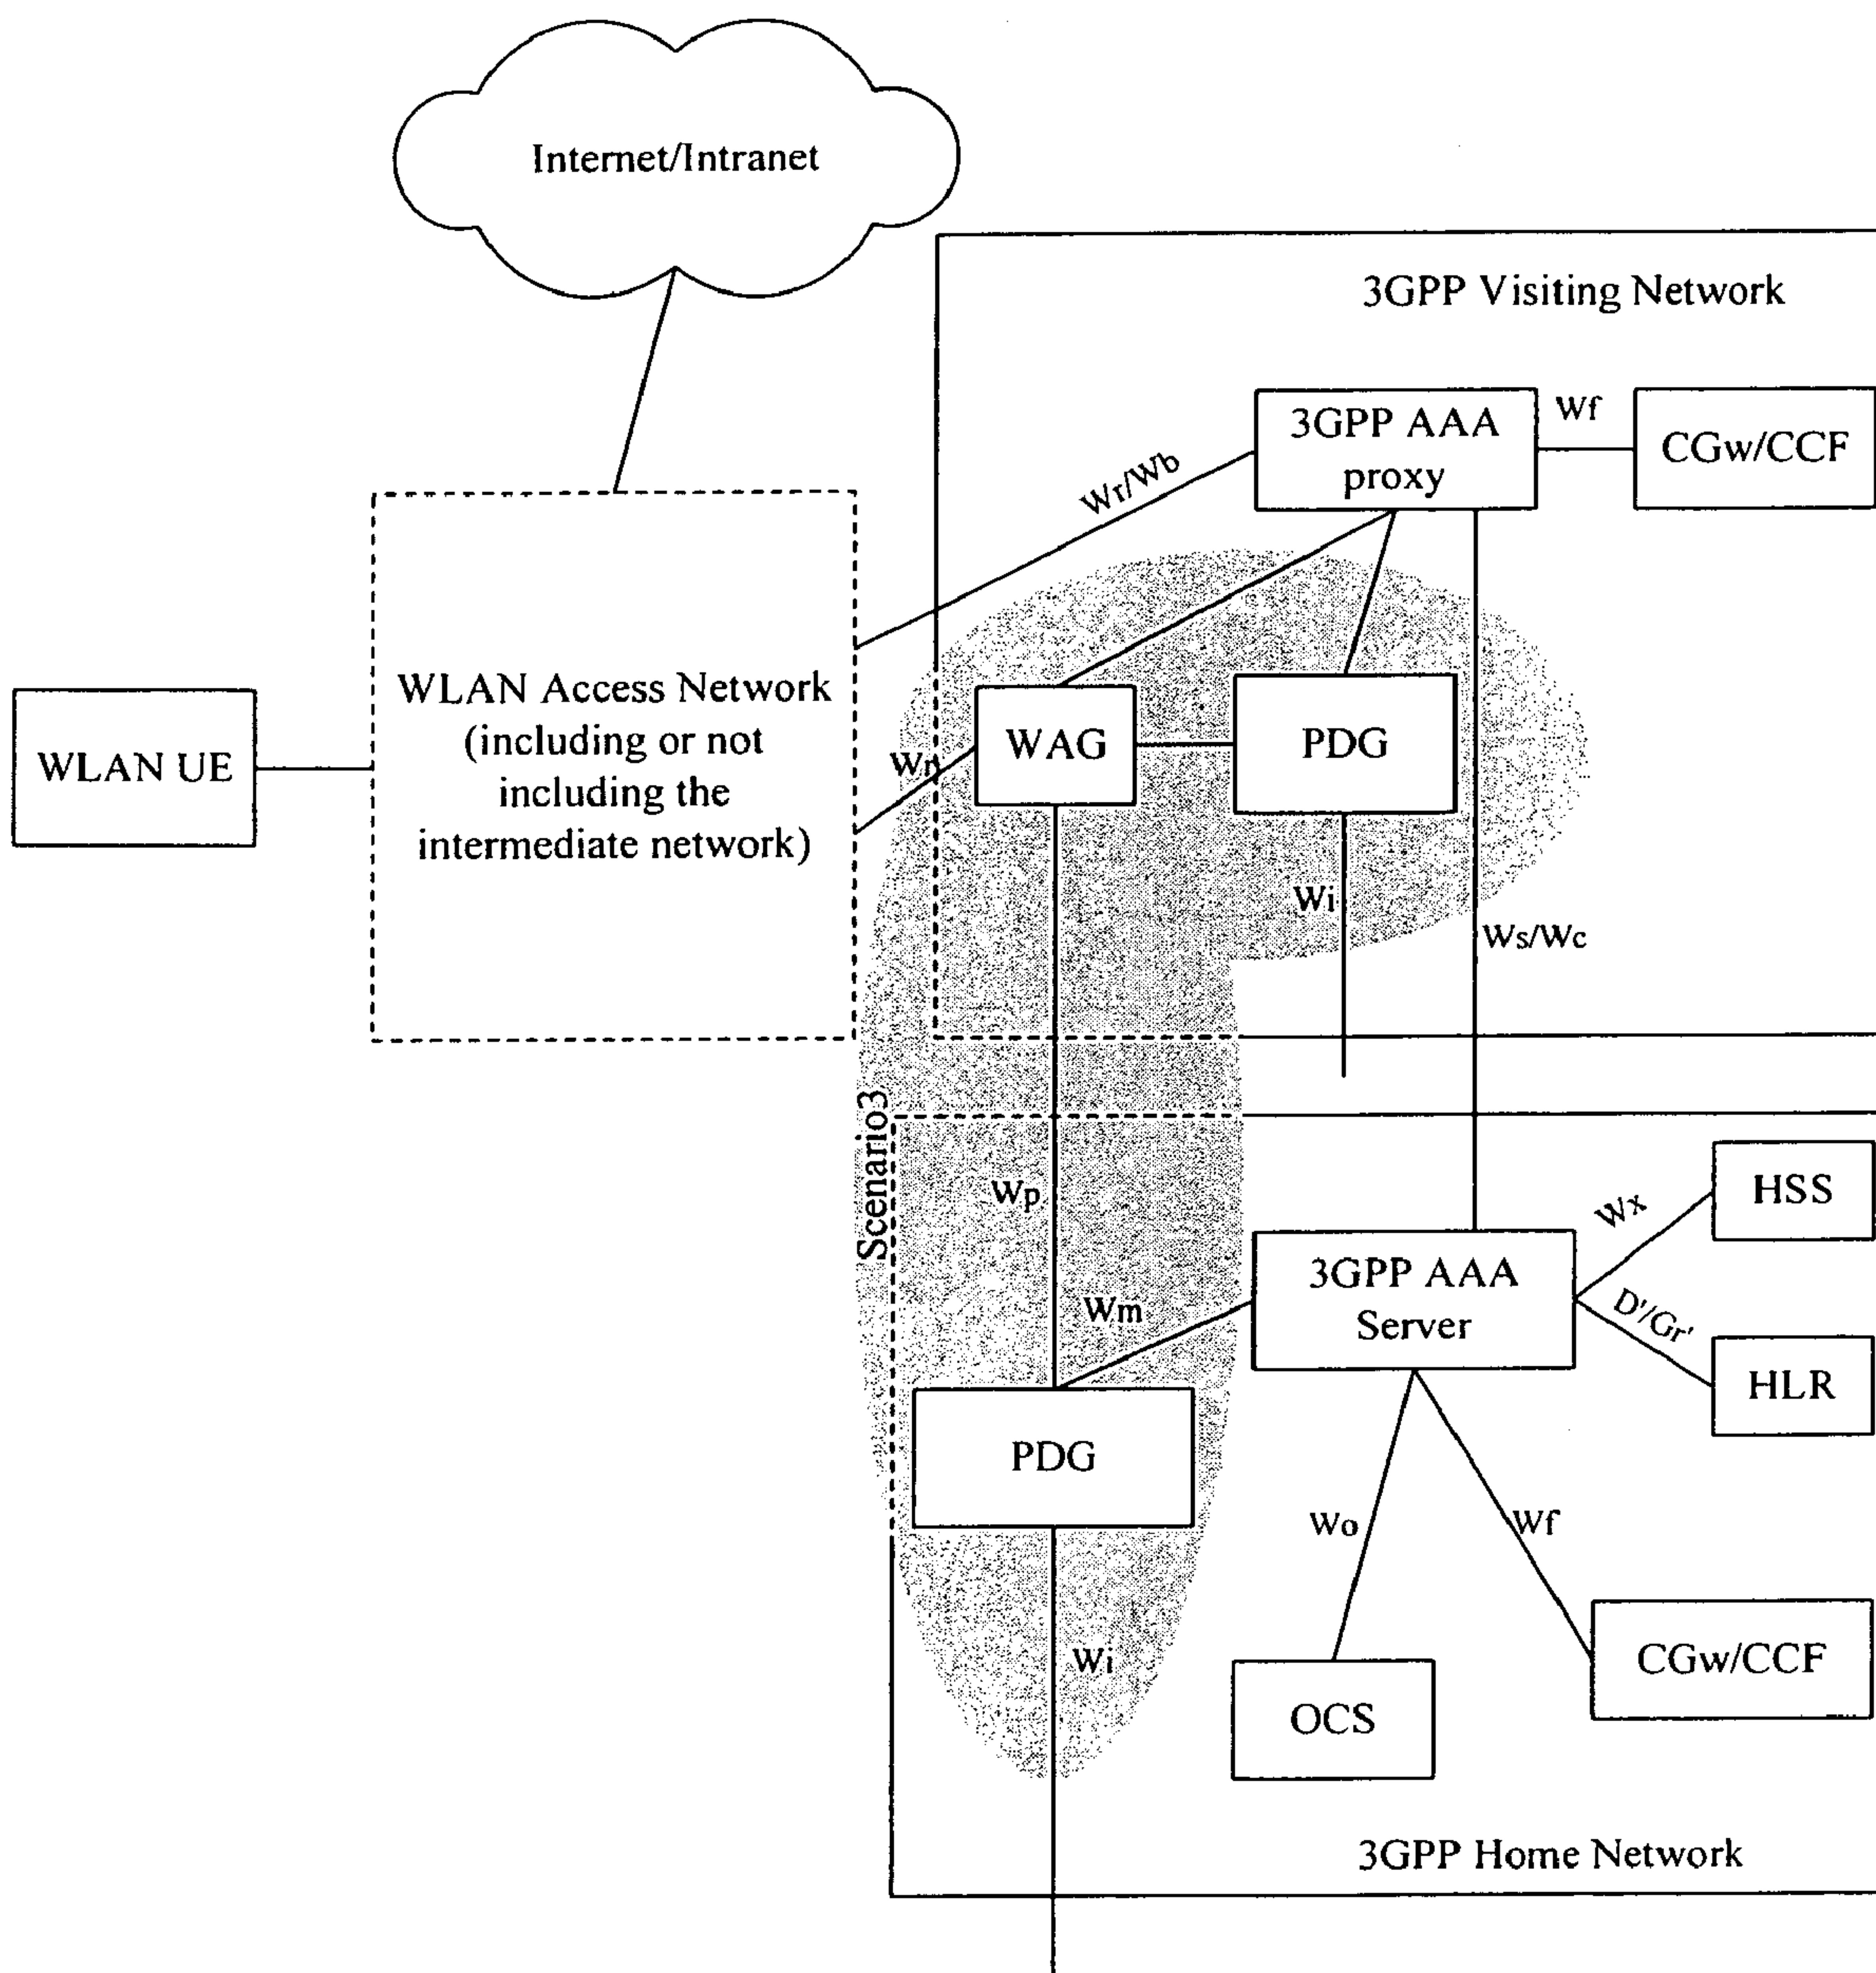 Internet/Intranet
3GPP Visiting Network
3GPP AAA
proxy
Wf
CGw/CCF
Wr/Wb
WLAN UE
WLAN Access Network
(including or not
including the
intermediate network)
Wn
WAG
PDG
Wi
Ws/Wc
Scenario3
Wp
Wm
3GPP AAA
Server
Wx
HSS
D'/Gr'
HLR
PDG
Wo
Wf
Wi
OCS
CGw/CCF
3GPP Home Network